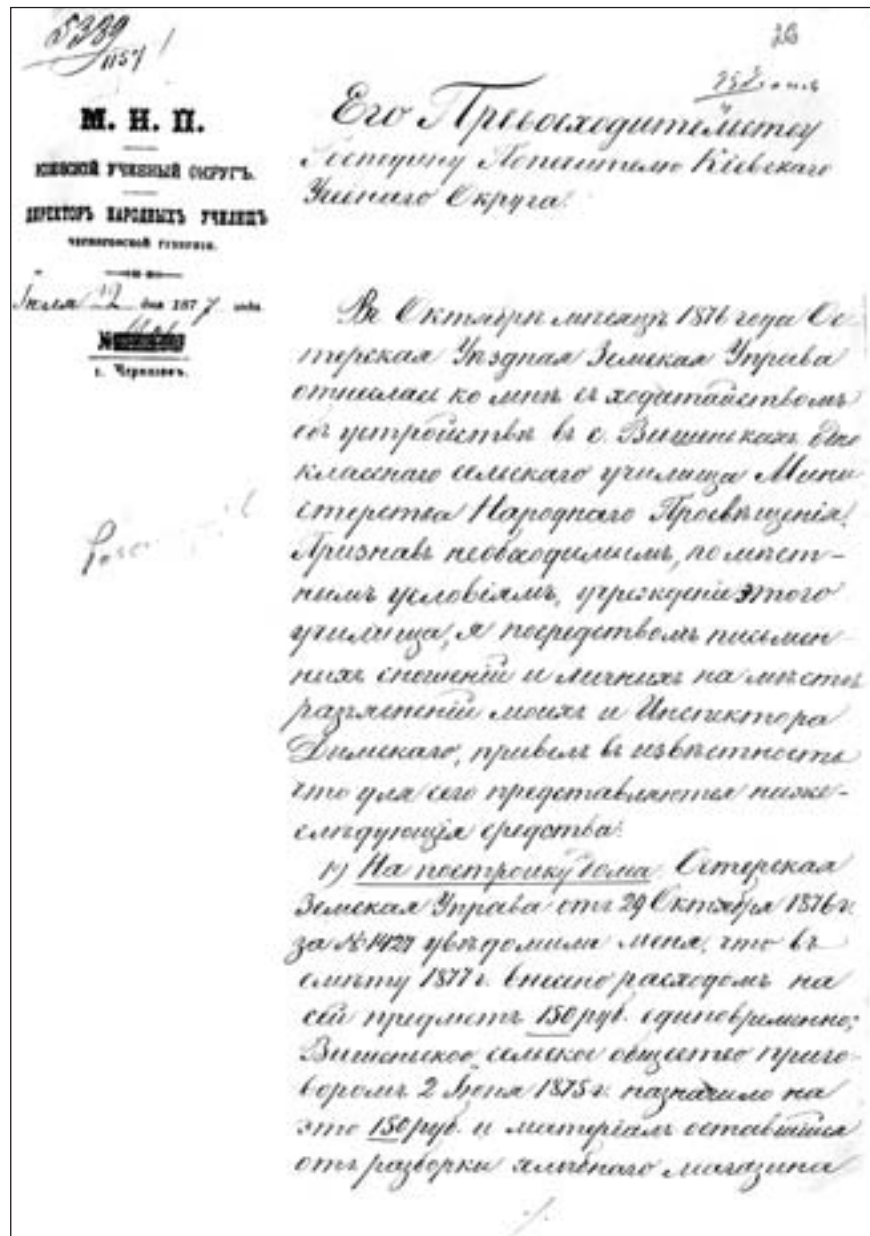 5389
1157
26
М. Н. П.
КІЕВСКІЙ УЧЕБНЫЙ ОКРУГЪ.
ДИРЕКТОРЪ НАРОДНЫХЪ УЧИЛИЩЪ
ЧЕРНИГОВСКОЙ ГУБЕРНІИ.
дня 1877 года
№
г. Черниговъ.
Его Превосходительству
Господину Попечителю Кіевскаго
Учебнаго Округа.
Въ Октябрѣ мѣсяцѣ 1876 года Ос-
терская Уѣздная Земская Управа
отнеслась ко мнѣ съ ходатайствомъ
объ устройствѣ въ с. Вишенькахъ одно
класснаго сельскаго училища Мини-
стерства Народнаго Просвѣщенія.
Признавъ необходимымъ, по мѣст-
нымъ условіямъ, учрежденіе этого
училища, я посредствомъ письмен-
ныхъ сношеній и личныхъ на мѣстѣ
разъясненій моихъ и Инспектора
привелъ въ извѣстность
что для сего представляются ниже-
слѣдующія средства:
1) На постройку дома Остерская
Земская Управа отъ 29 Октября 1876 г.
за № 1427 увѣдомила меня, что въ
смѣту 1877 г. внесено расходомъ на
сей предметъ 150 руб. единовременно;
Вишеньское сельское общество приго-
воромъ 2 Іюня 1875 г. назначило на
это 150 руб. и матеріалъ оставшійся
отъ разборки хлѣбнаго магазина